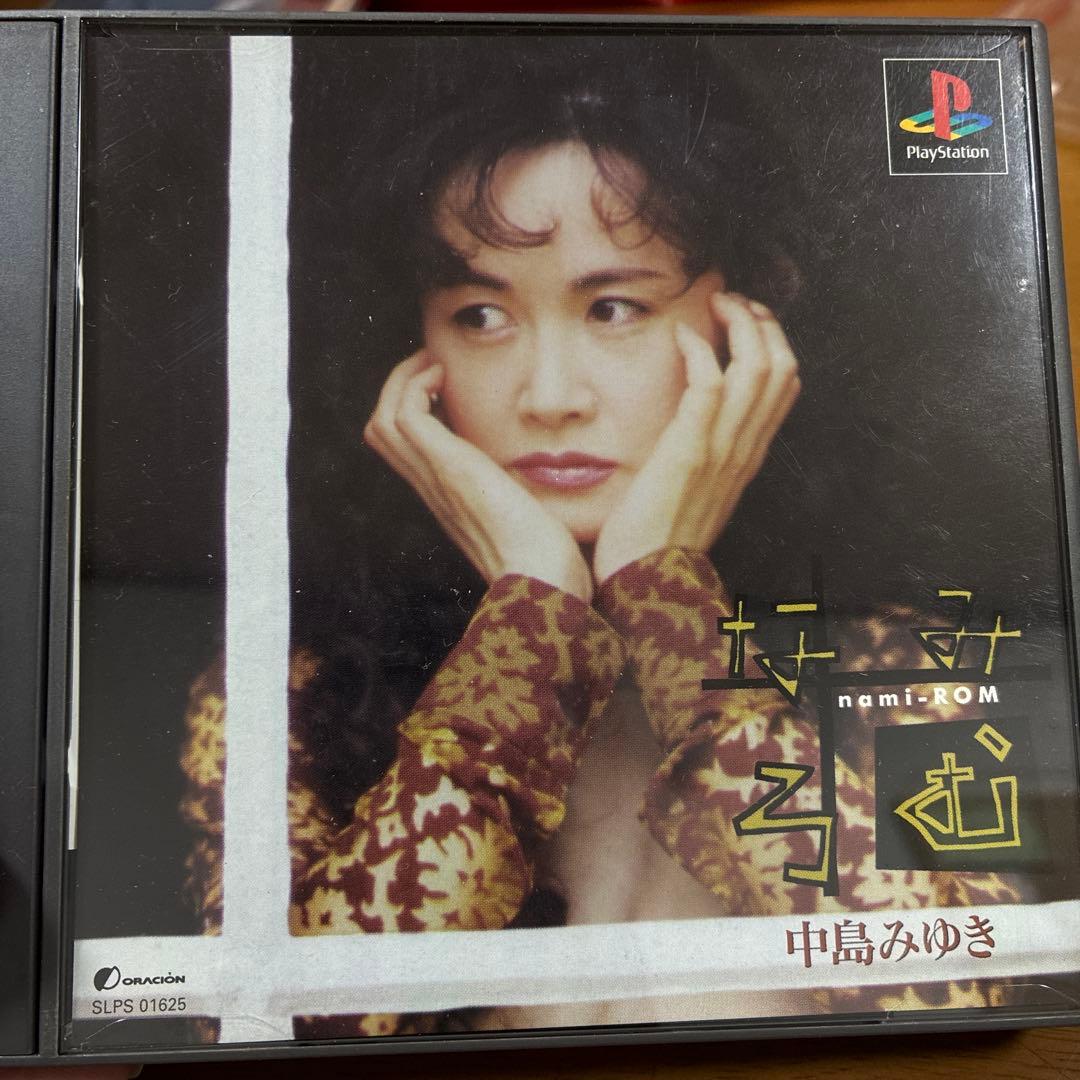 PlayStation
なみ
nami-ROM
ろむ
中島みゆき
ORACIÓN
SLPS 01625